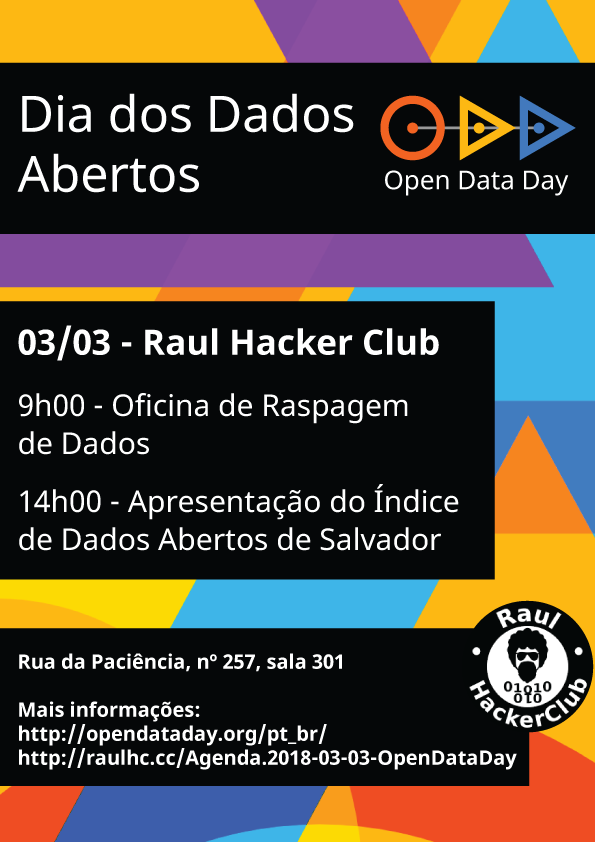 Dia dos Dados
Abertos
Open Data Day
03/03 - Raul Hacker Club
9h00 - Oficina de Raspagem
de Dados
14h00 - Apresentação do Índice
de Dados Abertos de Salvador
Rua da Paciência, nº 257, sala 301
Mais informações:
http://opendataday.org/pt_br/
http://raulhc.cc/Agenda.2018-03-03-OpenDataDay
Raul
01010
010
HackerClub